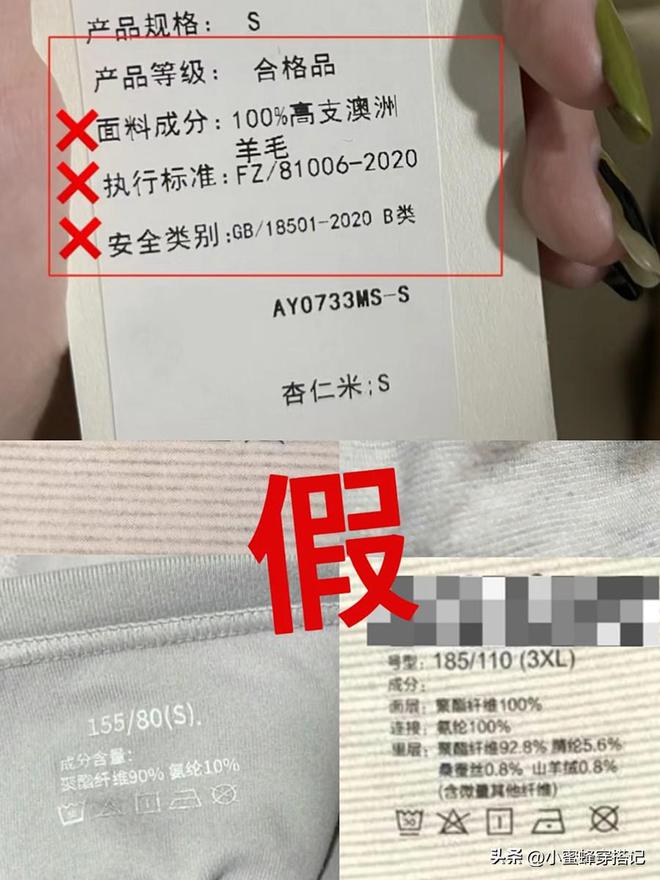 产品规格: S
产品等级: 合格品
面料成分:100%高支澳洲
羊毛
执行标准:FZ/81006-2020
安全类别:GB/18501-2020 B类
AY0733MS-S
杏仁米;S
假
155/80(S).
成分含量:
聚酯纤维90% 氨纶10%
号型: 185/110 (3XL)
成分:
面层: 聚酯纤维100%
连接: 氨纶100%
里层: 聚酯纤维92.8% 腈纶5.6%
桑蚕丝0.8% 山羊绒0.8%
(含微量其他纤维)
头条 @小蜜蜂穿搭记